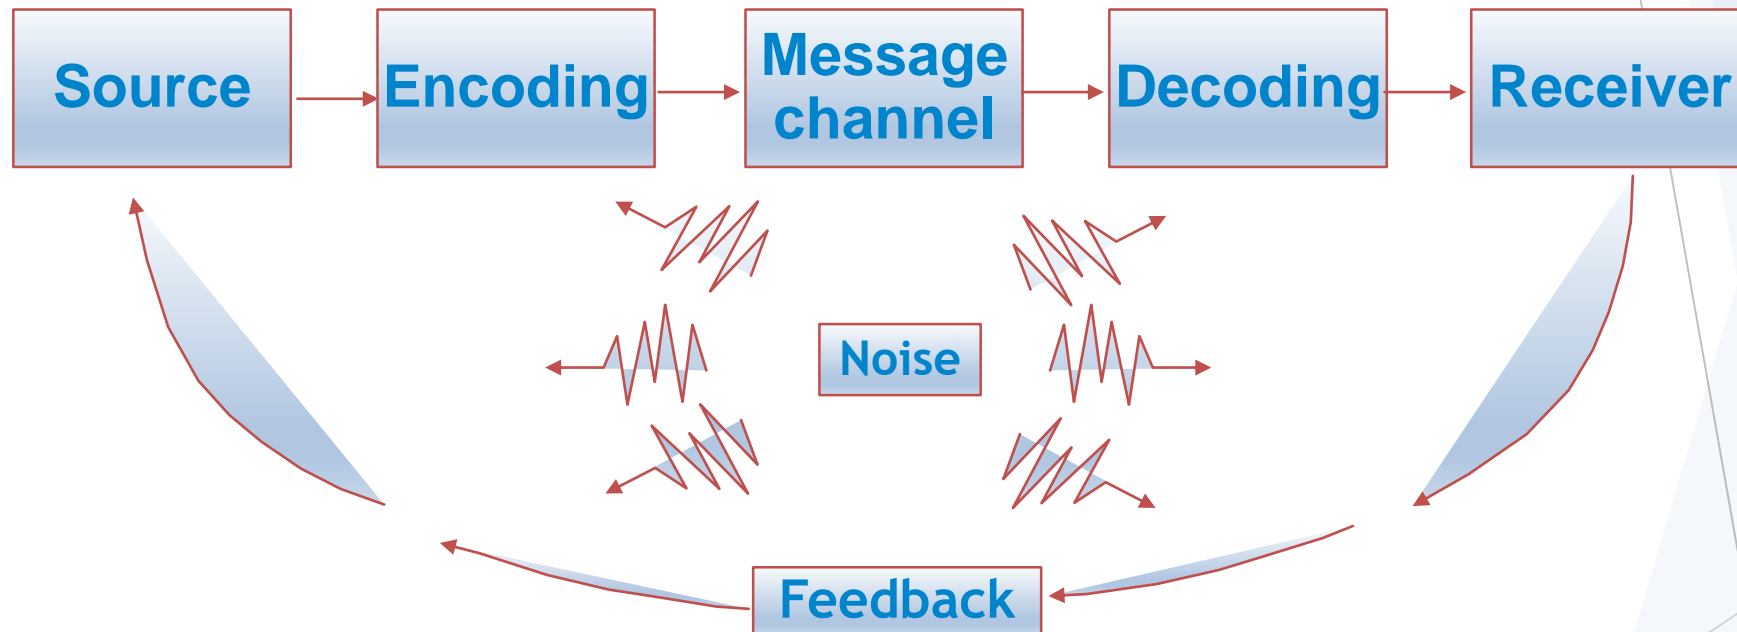 Source
Encoding
Message
channel
Decoding
Receiver
Noise
Feedback